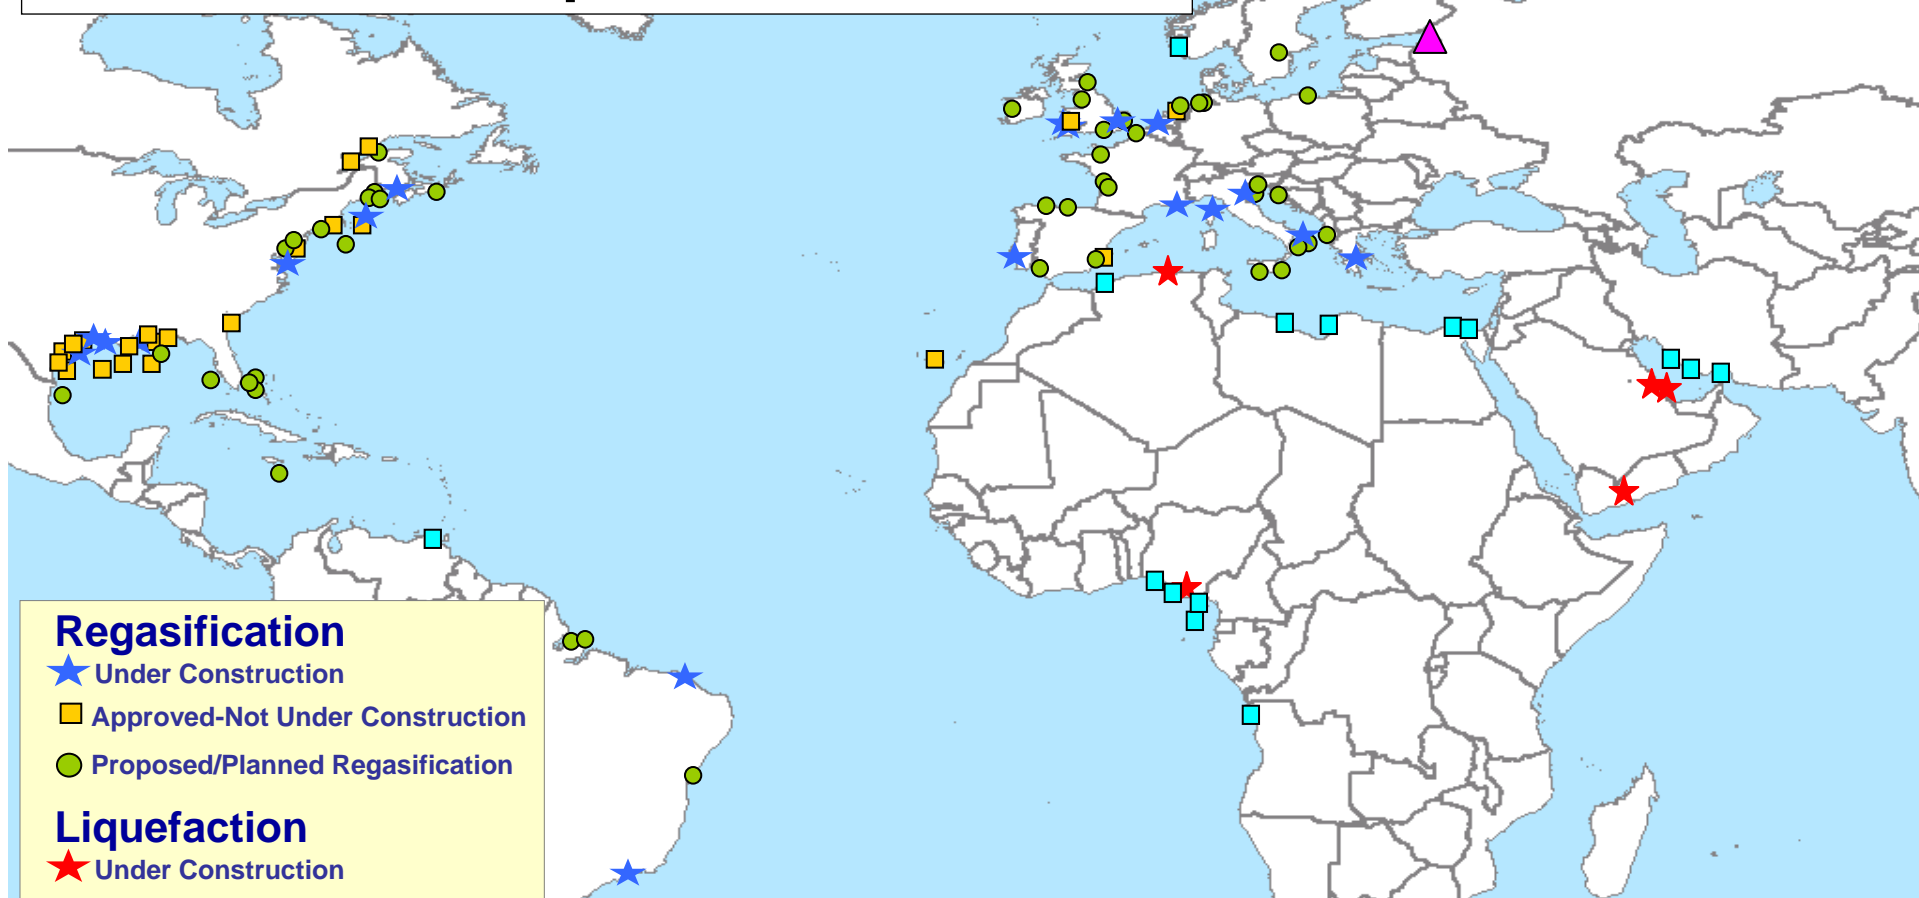 Regasification
Under Construction
Approved-Not Under Construction
Proposed/Planned Regasification
Liquefaction
Under Construction